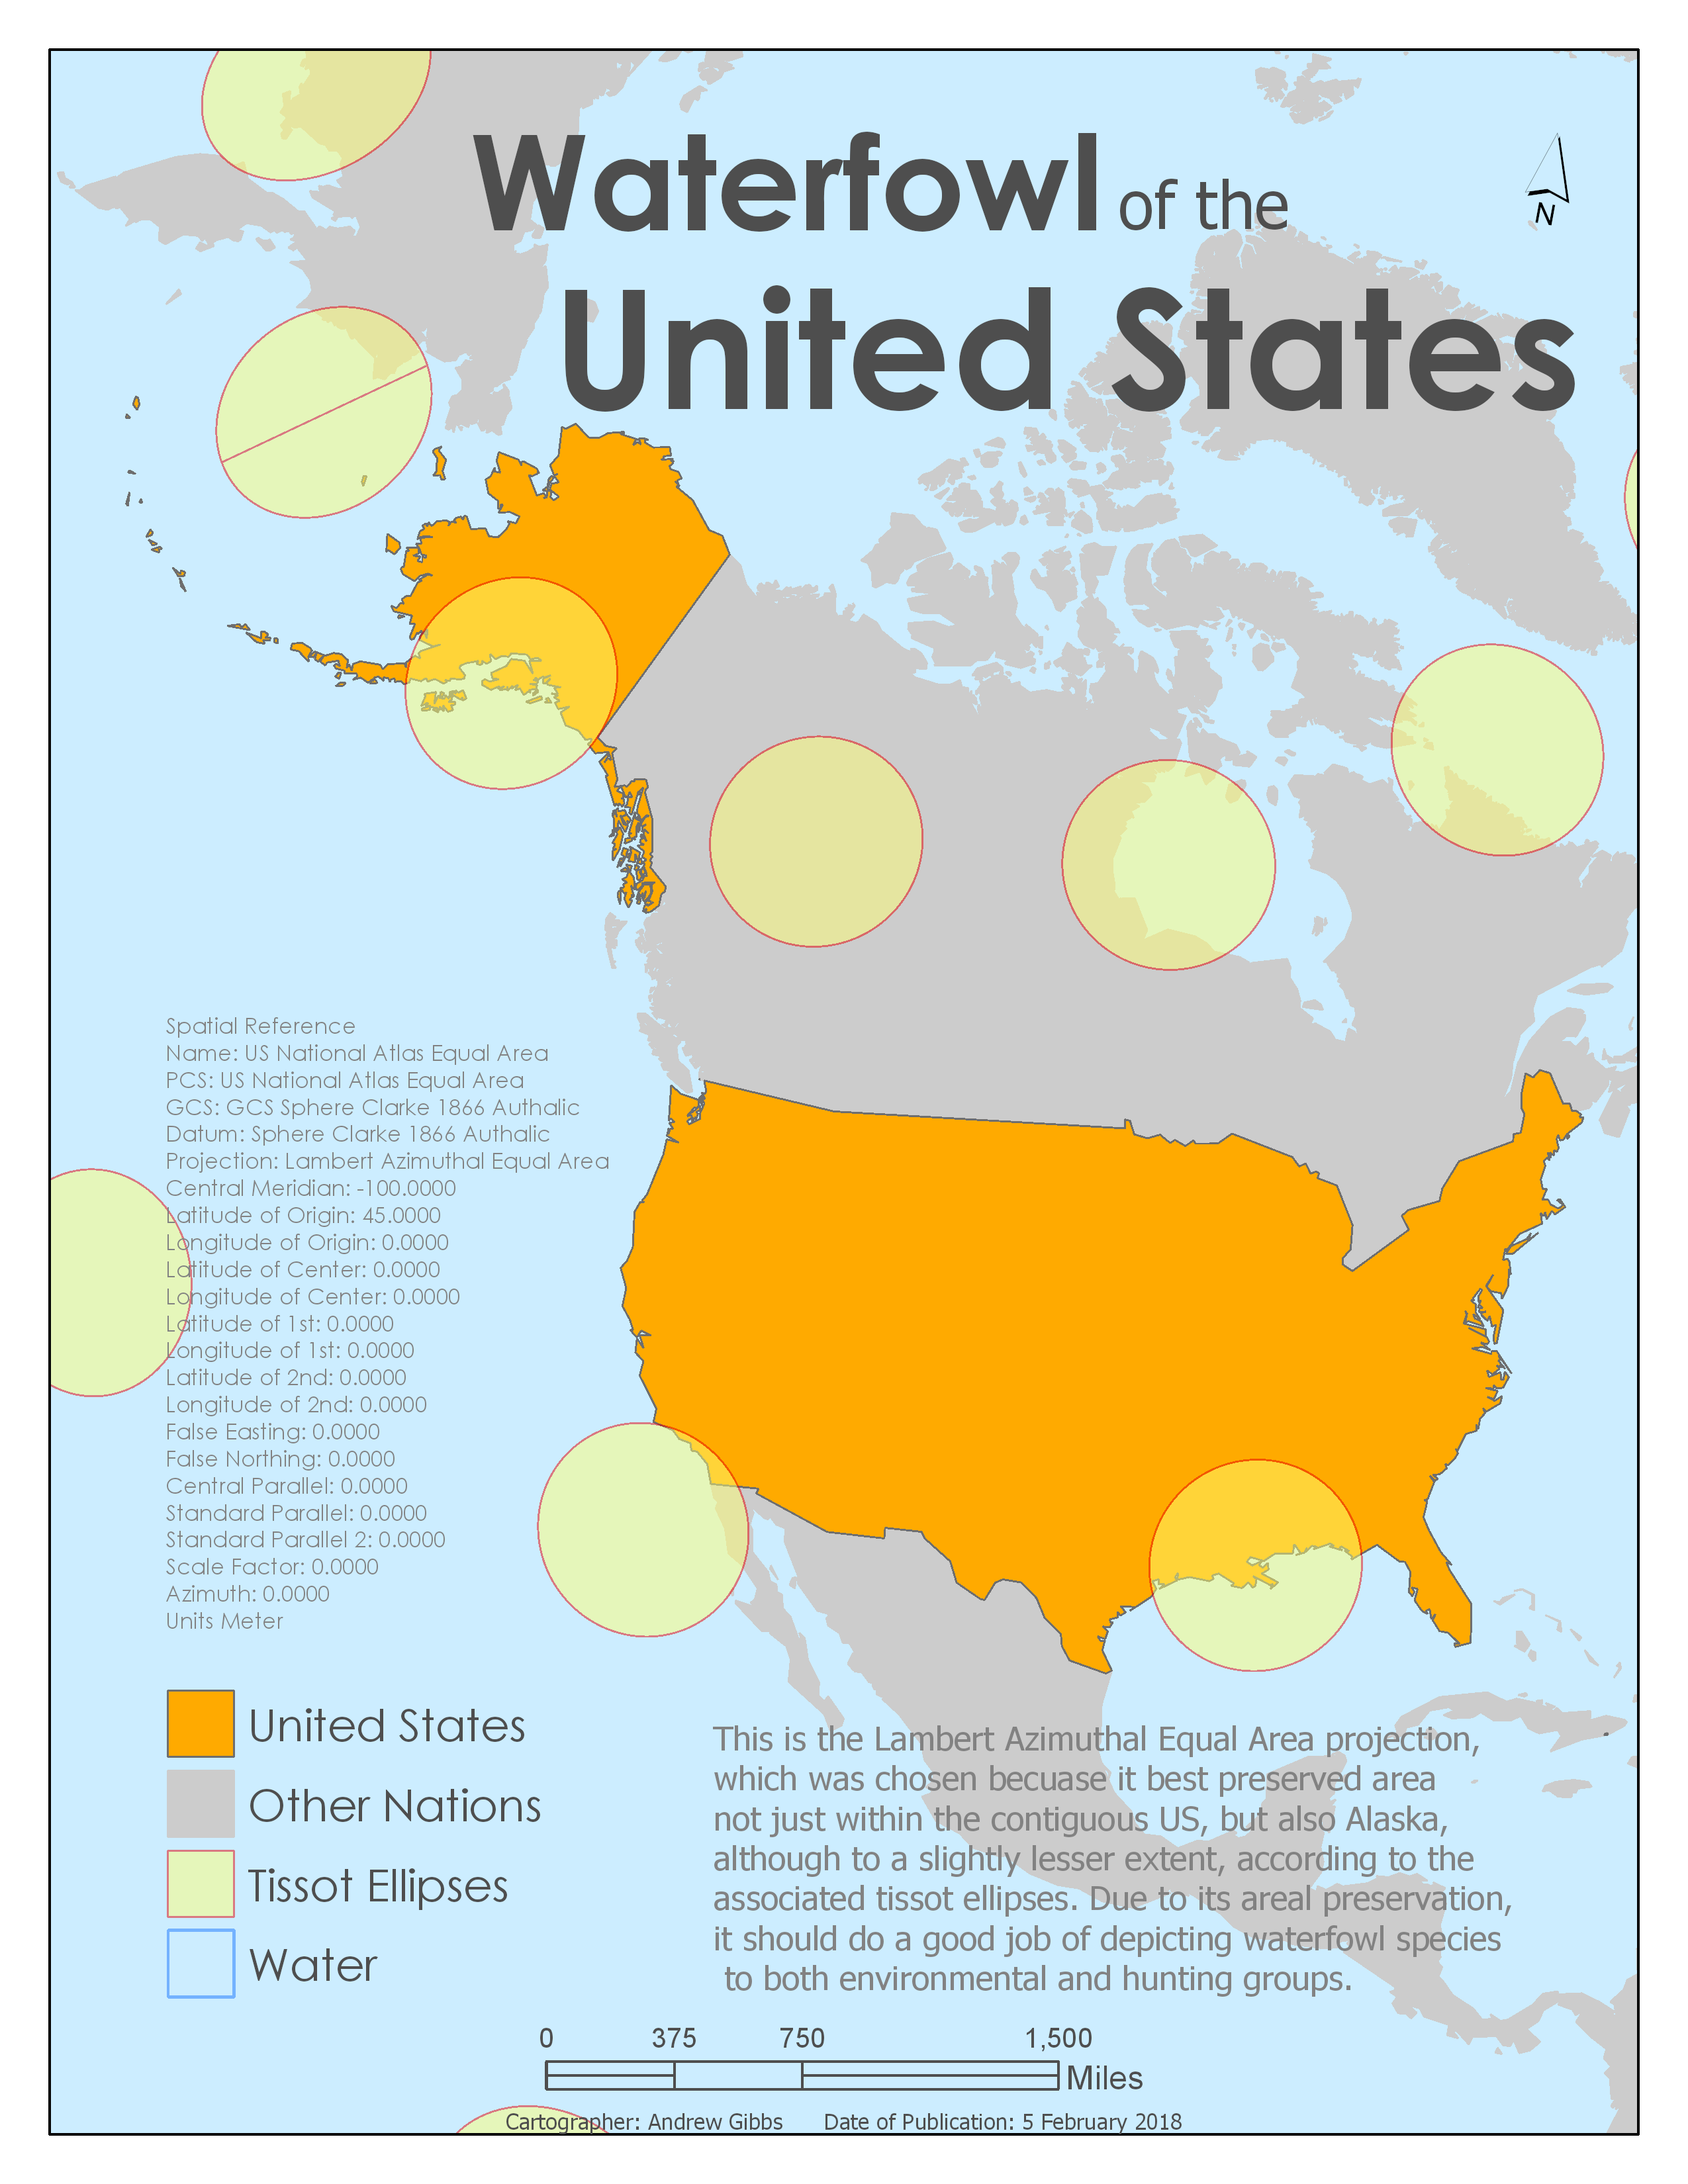 Waterfowl of the
United States
N
Spatial Reference
Name: US National Atlas Equal Area
PCS: US National Atlas Equal Area
GCS: GCS Sphere Clarke 1866 Authalic
Datum: Sphere Clarke 1866 Authalic
Projection: Lambert Azimuthal Equal Area
Central Meridian: -100.0000
Latitude of Origin: 45.0000
Longitude of Origin: 0.0000
Latitude of Center: 0.0000
Longitude of Center: 0.0000
Latitude of 1st: 0.0000
Longitude of 1st: 0.0000
Latitude of 2nd: 0.0000
Longitude of 2nd: 0.0000
False Easting: 0.0000
False Northing: 0.0000
Central Parallel: 0.0000
Standard Parallel: 0.0000
Standard Parallel 2: 0.0000
Scale Factor: 0.0000
Azimuth: 0.0000
Units Meter
United States
Other Nations
Tissot Ellipses
Water
This is the Lambert Azimuthal Equal Area projection,
which was chosen becuase it best preserved area
not just within the contiguous US, but also Alaska,
although to a slightly lesser extent, according to the
associated tissot ellipses. Due to its areal preservation,
it should do a good job of depicting waterfowl species
to both environmental and hunting groups.
0 375 750 1,500
Miles
Cartographer: Andrew Gibbs Date of Publication: 5 February 2018